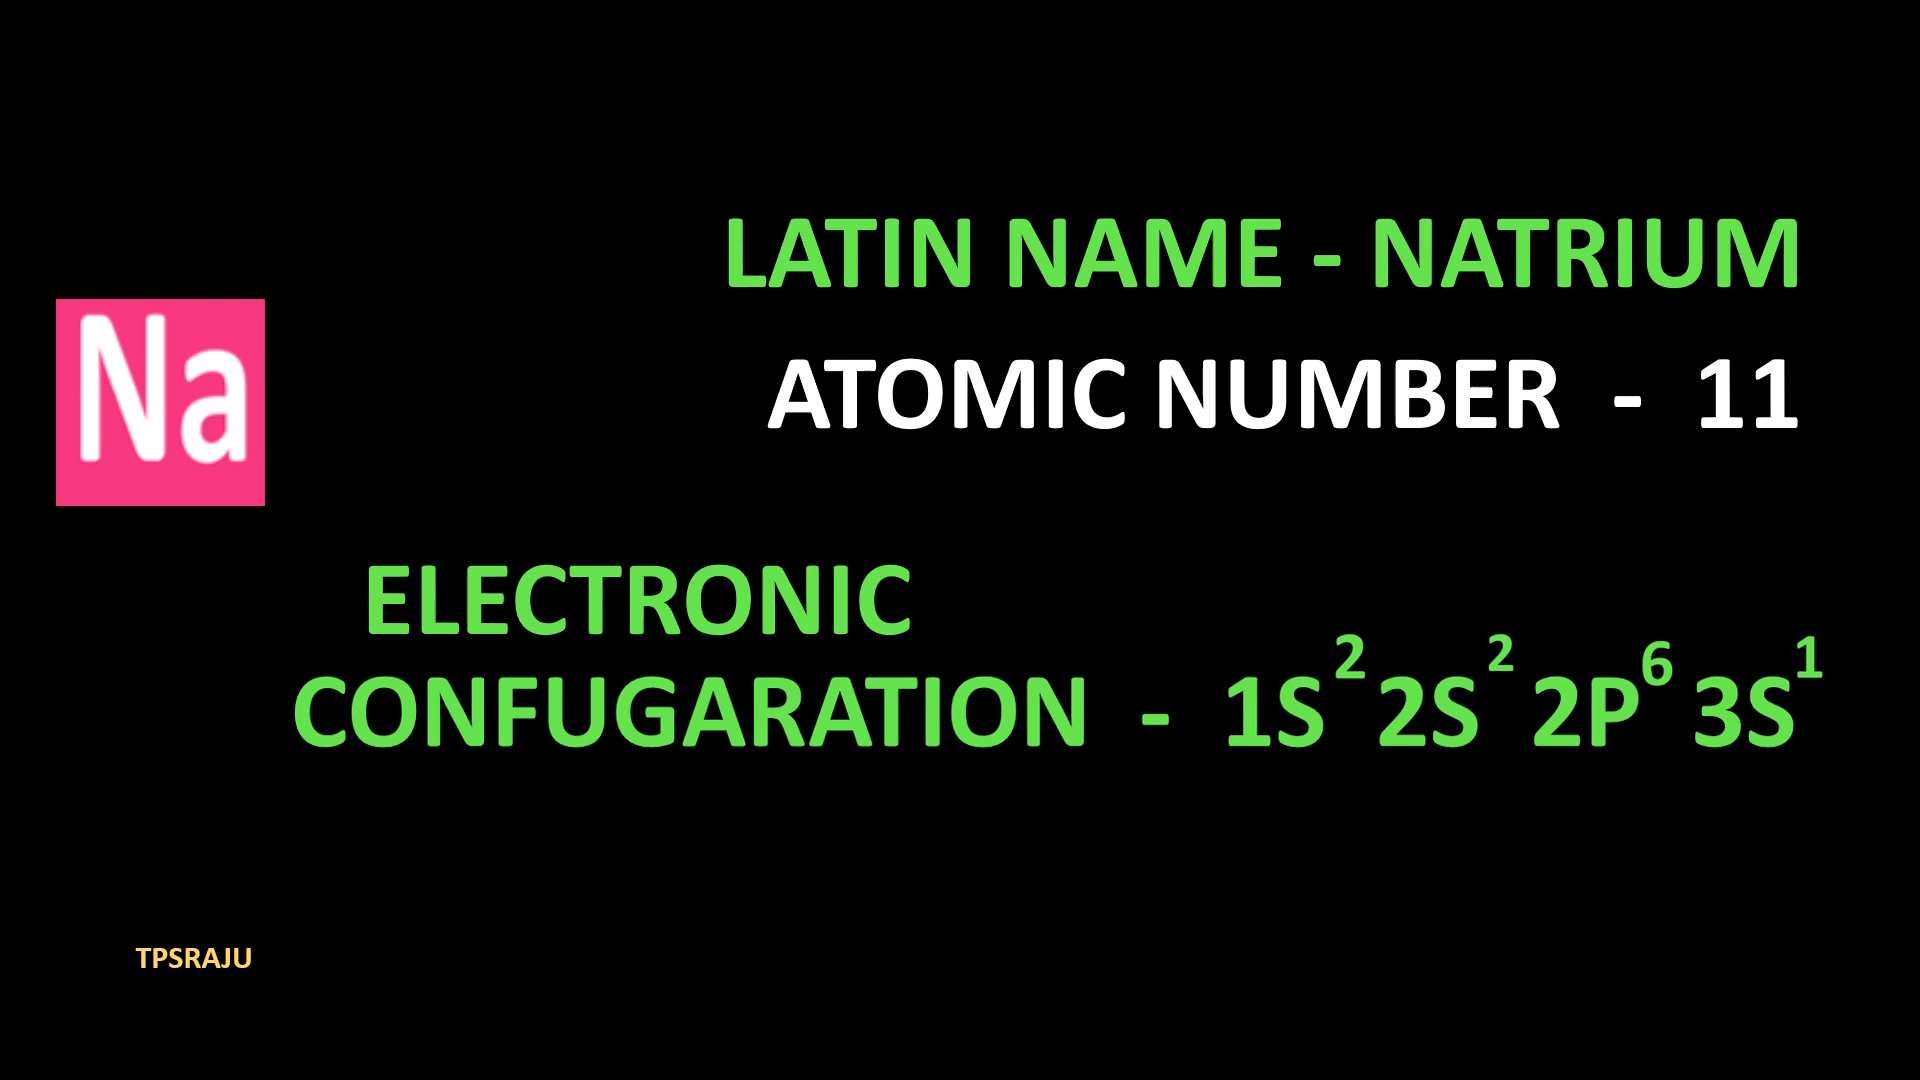 LATIN NAME - NATRIUM
Na
ATOMIC NUMBER - 11
ELECTRONIC
CONFUGARATION - 1S² 2S² 2P⁶ 3S¹
TPSRAJU